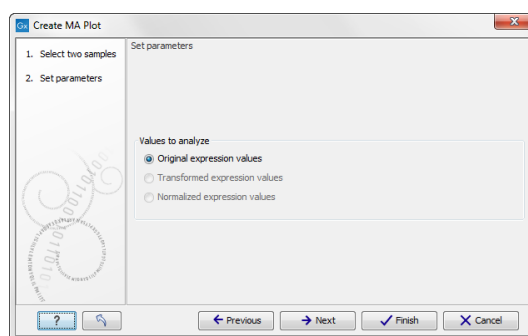 Gx Create MA Plot
1. Select two samples
2. Set parameters
Set parameters
Values to analyze
Original expression values
Transformed expression values
Normalized expression values
? Previous Next Finish Cancel